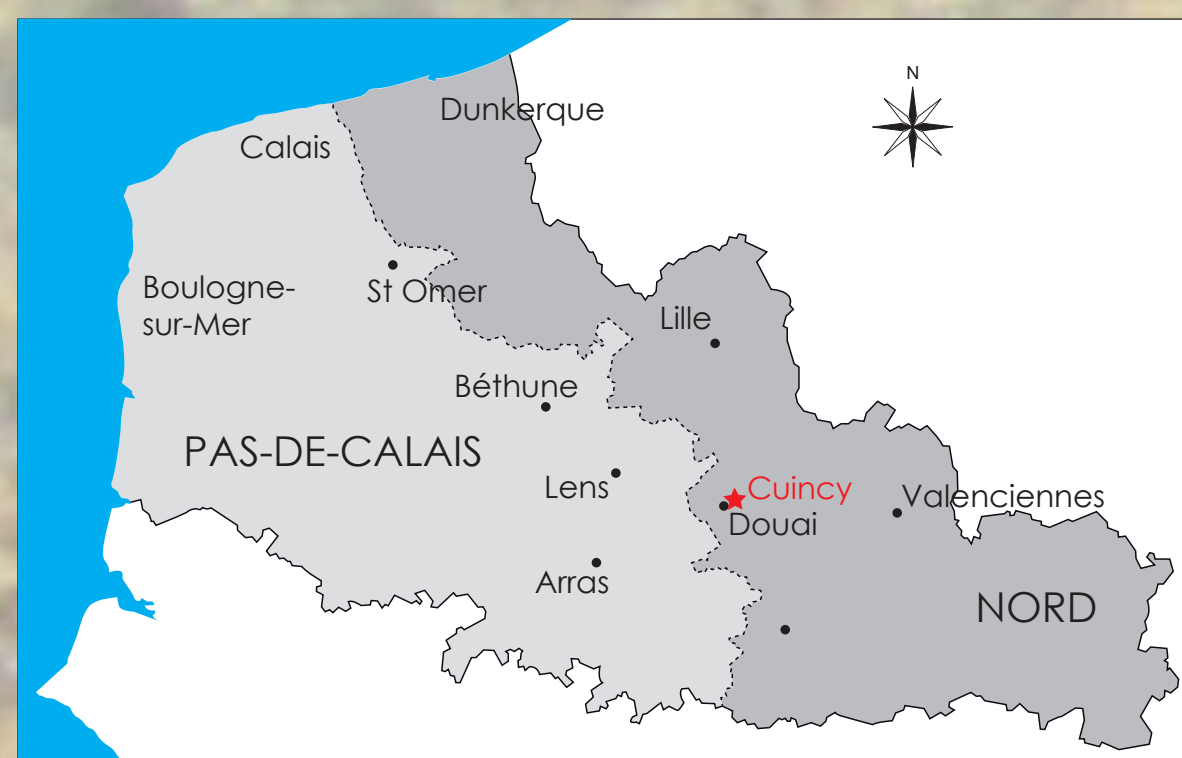 N
Dunkerque
Calais
Boulogne-
sur-Mer
St Omer
Lille
Béthune
PAS-DE-CALAIS
Lens
Cuincy
Valenciennes
Douai
Arras
NORD